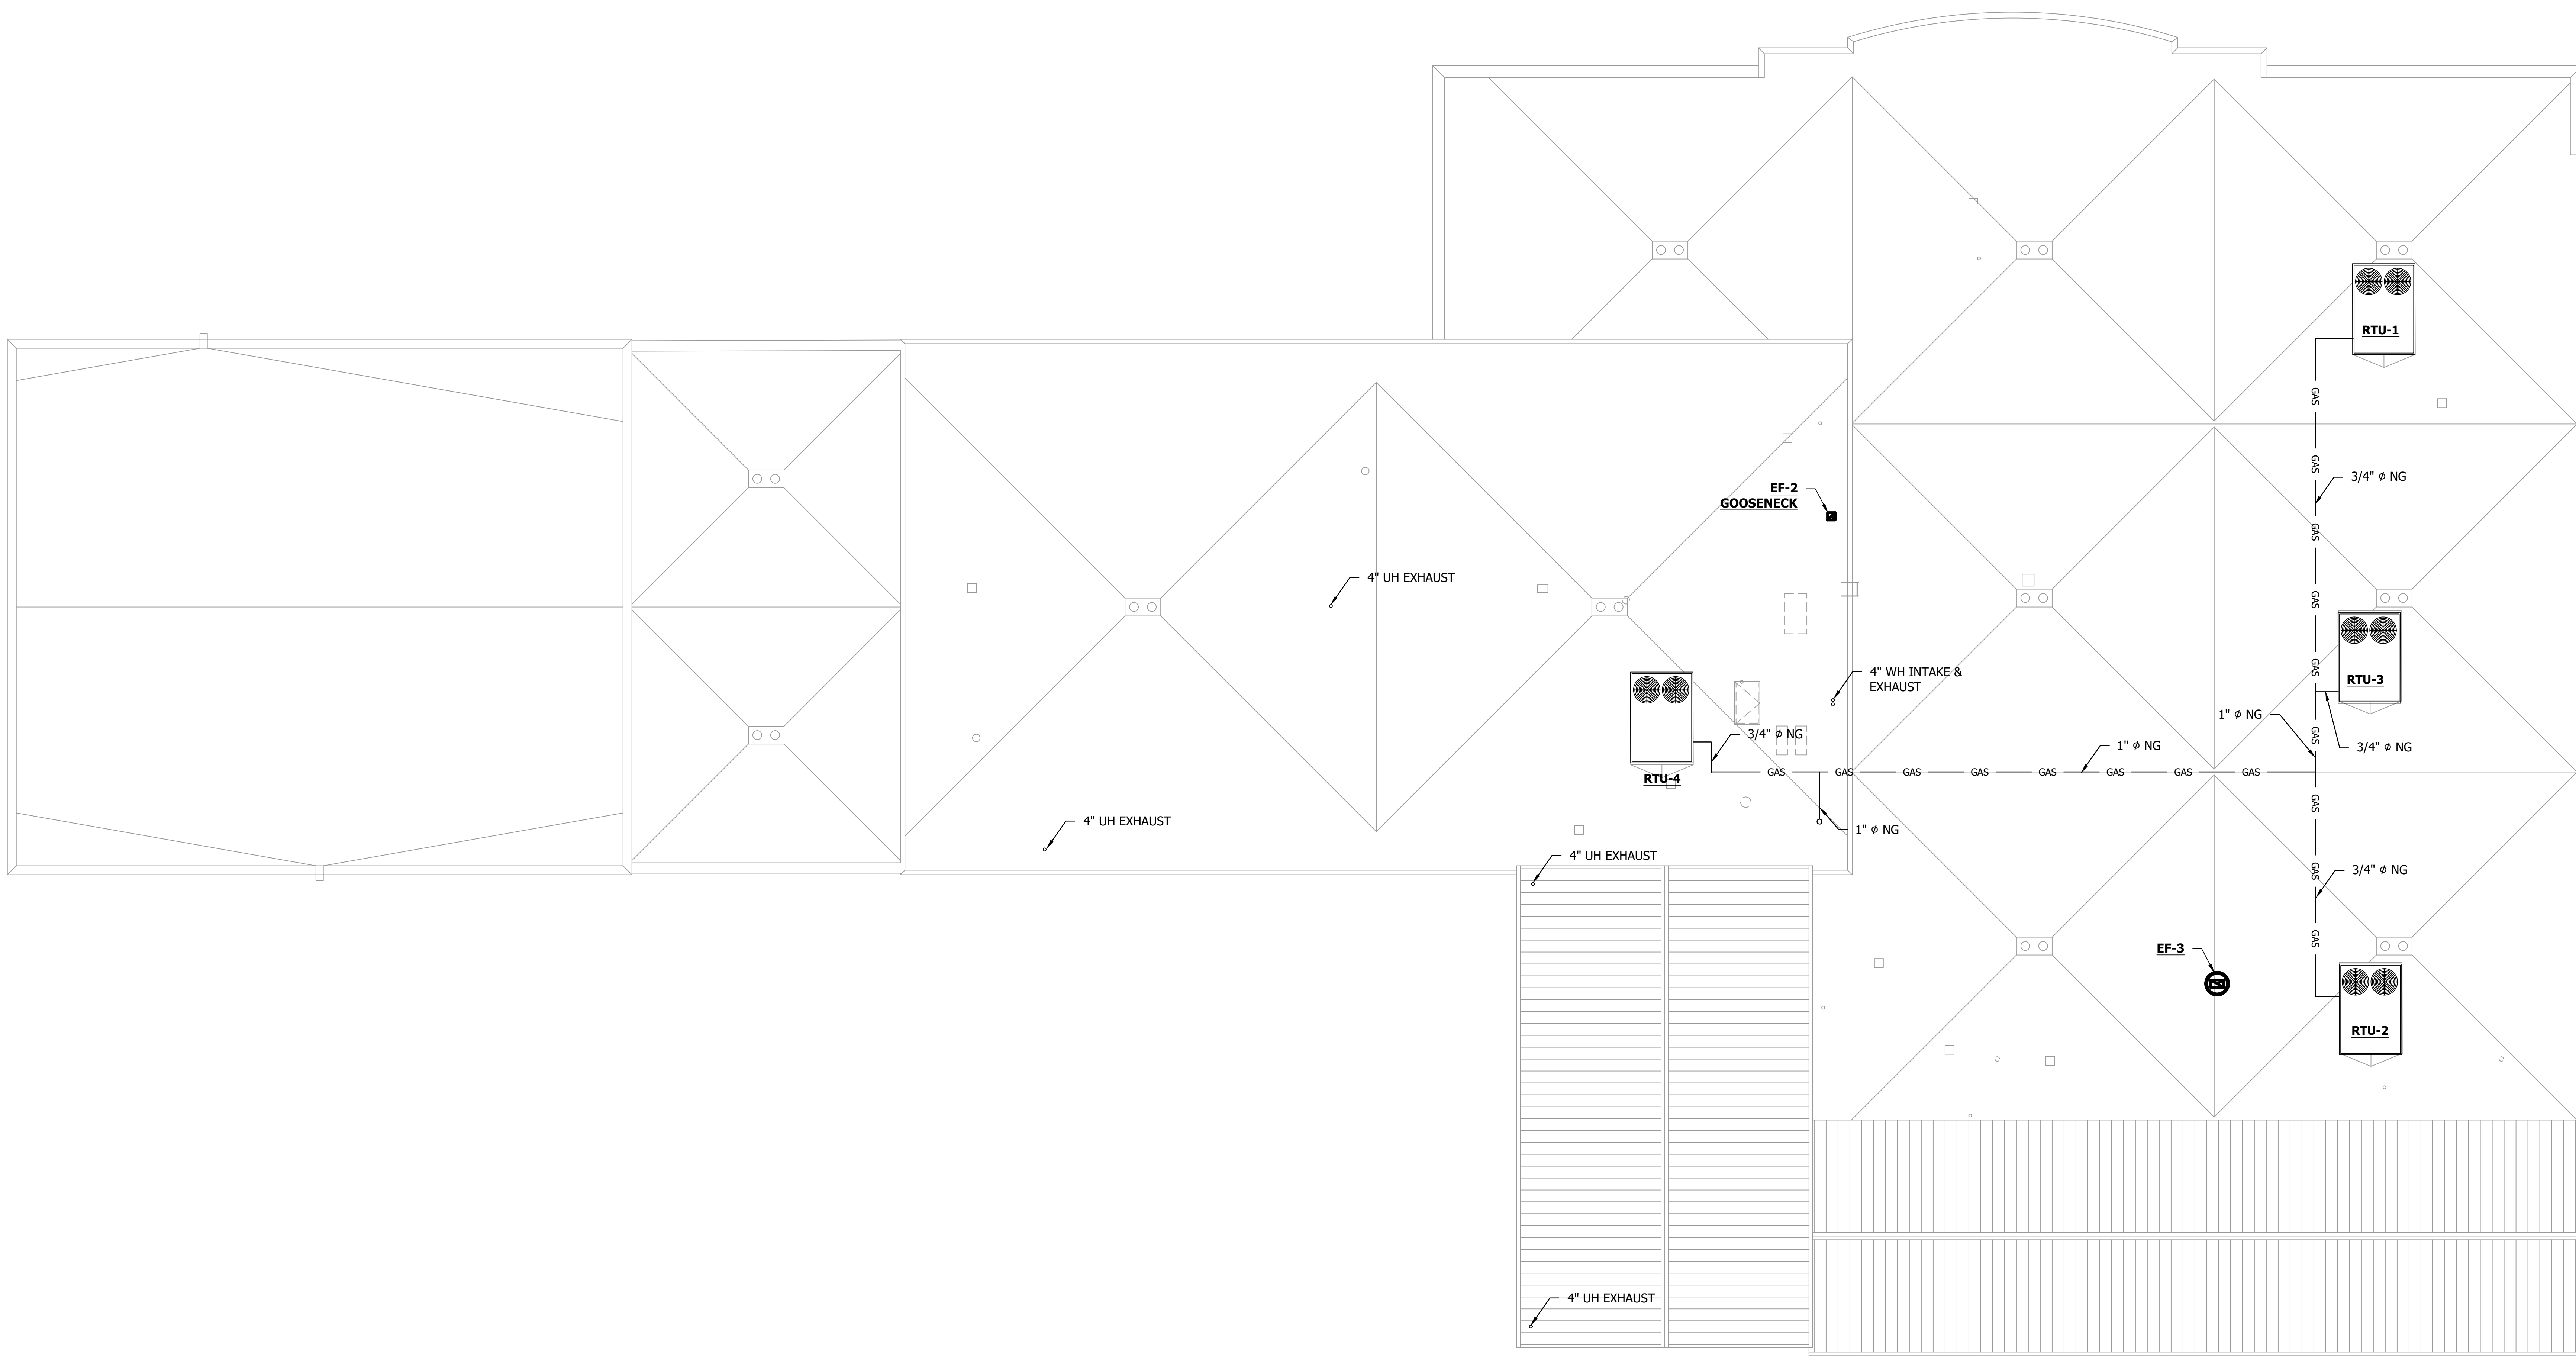 RTU-1
GAS
GAS
3/4" ⌀ NG
EF-2
GOOSENECK
GAS
4" UH EXHAUST
GAS
4" WH INTAKE &
EXHAUST
GAS
RTU-3
1" ⌀ NG
3/4" ⌀ NG
GAS
1" ⌀ NG
3/4" ⌀ NG
RTU-4
GAS
GAS
GAS
GAS
GAS
GAS
GAS
GAS
GAS
4" UH EXHAUST
1" ⌀ NG
4" UH EXHAUST
GAS
3/4" ⌀ NG
GAS
EF-3
RTU-2
4" UH EXHAUST